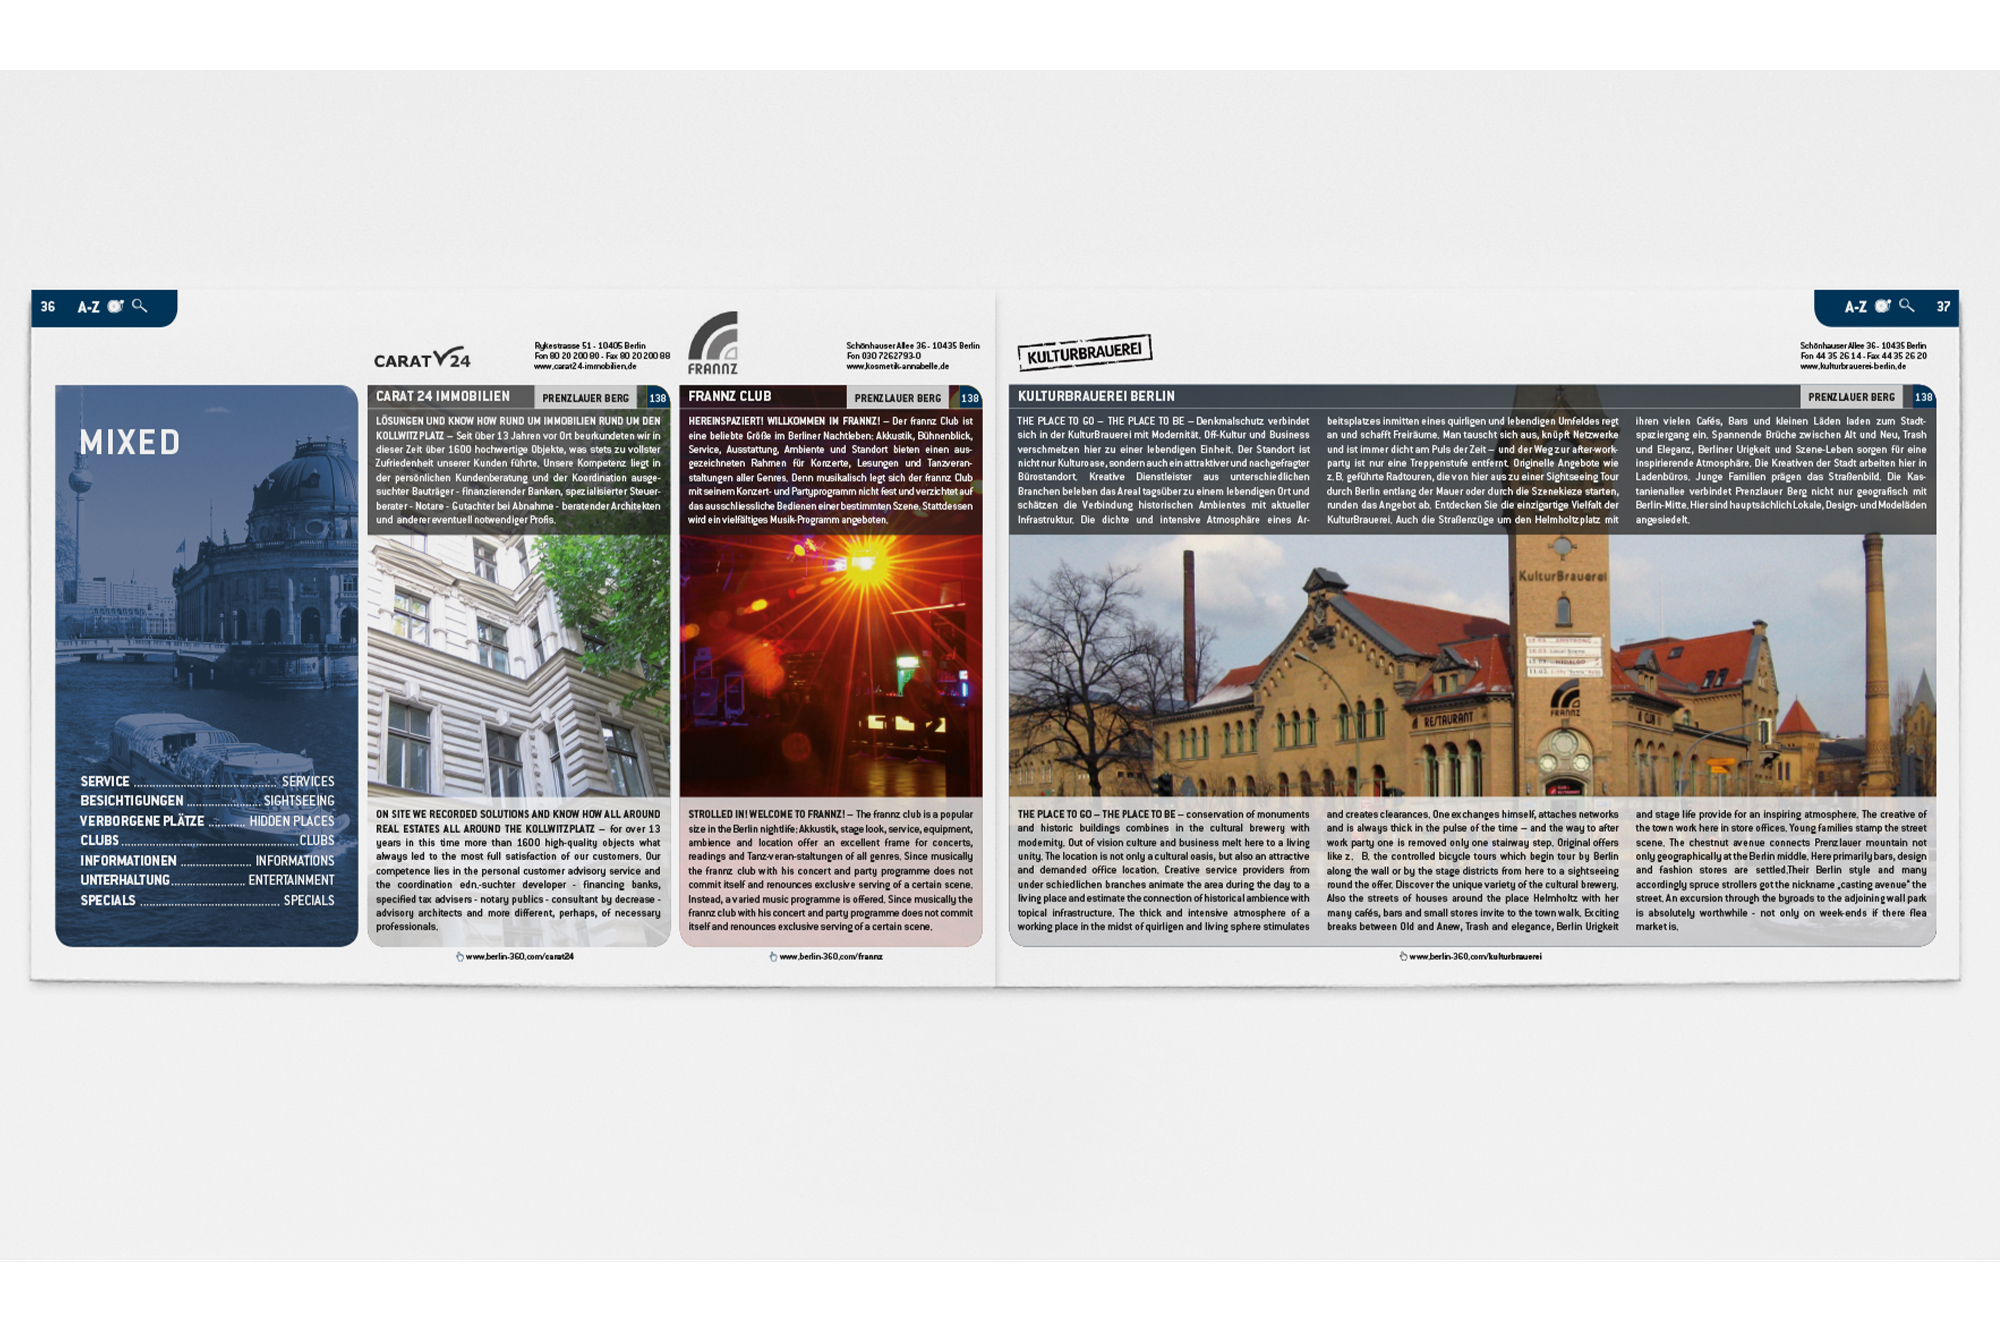 36 A-Z
MIXED
SERVICE ........ SERVICES
BESICHTIGUNGEN ........ SIGHTSEEING
VERBORGENE PLÄTZE ........ HIDDEN PLACES
CLUBS ........ CLUBS
INFORMATIONEN ........ INFORMATIONS
UNTERHALTUNG ........ ENTERTAINMENT
SPECIALS ........ SPECIALS
CARAT 24
Rykestrasse 51 - 10405 Berlin
Fon 80 20 200 80 - Fax 80 20 200 88
www.carat24-immobilien.de
CARAT 24 IMMOBILIEN PRENZLAUER BERG 138
LÖSUNGEN UND KNOW HOW RUND UM IMMOBILIEN RUND UM DEN
KOLLWITZPLATZ – Seit über 13 Jahren vor Ort beurkundeten wir in
dieser Zeit über 1600 hochwertige Objekte, was stets zu vollster
Zufriedenheit unserer Kunden führte. Unsere Kompetenz liegt in
der persönlichen Kundenberatung und der Koordination ausge-
suchter Bauträger - finanzierender Banken, spezialisierter Steuer-
berater - Notare - Gutachter bei Abnahme - beratender Architekten
und anderer eventuell notwendiger Profis.
ON SITE WE RECORDED SOLUTIONS AND KNOW HOW ALL AROUND
REAL ESTATES ALL AROUND THE KOLLWITZPLATZ – for over 13
years in this time more than 1600 high-quality objects what
always led to the most full satisfaction of our customers. Our
competence lies in the personal customer advisory service and
the coordination edn.-suchter developer - financing banks,
specified tax advisers - notary publics - consultant by decrease -
advisory architects and more different, perhaps, of necessary
professionals.
www.berlin-360.com/carat24
FRANNZ
Schönhauser Allee 36 - 10435 Berlin
Fon 030 7262793-0
www.kosmetik-annabelle.de
FRANNZ CLUB PRENZLAUER BERG 138
HEREINSPAZIERT! WILLKOMMEN IM FRANNZ! – Der frannz Club ist
eine beliebte Größe im Berliner Nachtleben: Akkustik, Bühnenblick,
Service, Ausstattung, Ambiente und Standort bieten einen aus-
gezeichneten Rahmen für Konzerte, Lesungen und Tanzveran-
staltungen aller Genres. Denn musikalisch legt sich der frannz Club
mit seinem Konzert- und Partyprogramm nicht fest und verzichtet auf
das ausschliessliche Bedienen einer bestimmten Szene. Stattdessen
wird ein vielfältiges Musik-Programm angeboten.
STROLLED IN! WELCOME TO FRANNZ! – The frannz club is a popular
size in the Berlin nightlife: Akkustik, stage look, service, equipment,
ambience and location offer an excellent frame for concerts,
readings and Tanz-veran-staltungen of all genres. Since musically
the frannz club with his concert and party programme does not
commit itself and renounces exclusive serving of a certain scene.
Instead, a varied music programme is offered. Since musically the
frannz club with his concert and party programme does not commit
itself and renounces exclusive serving of a certain scene.
www.berlin-360.com/frannz
A-Z 37
KULTURBRAUEREI
Schönhauser Allee 36 - 10435 Berlin
Fon 44 35 26 14 - Fax 44 35 26 20
www.kulturbrauerei-berlin.de
KULTURBRAUEREI BERLIN PRENZLAUER BERG 138
THE PLACE TO GO – THE PLACE TO BE – Denkmalschutz verbindet
sich in der KulturBrauerei mit Modernität. Off-Kultur und Business
verschmelzen hier zu einer lebendigen Einheit. Der Standort ist
nicht nur Kulturoase, sondern auch ein attraktiver und nachgefragter
Bürostandort. Kreative Dienstleister aus unterschiedlichen
Branchen beleben das Areal tagsüber zu einem lebendigen Ort und
schätzen die Verbindung historischen Ambientes mit aktueller
Infrastruktur. Die dichte und intensive Atmosphäre eines Ar-
beitsplatzes inmitten eines quirligen und lebendigen Umfeldes regt
an und schafft Freiräume. Man tauscht sich aus, knüpft Netzwerke
und ist immer dicht am Puls der Zeit – und der Weg zur after-work-
party ist nur eine Treppenstufe entfernt. Originelle Angebote wie
z. B. geführte Radtouren, die von hier aus zu einer Sightseeing Tour
durch Berlin entlang der Mauer oder durch die Szenekieze starten,
runden das Angebot ab. Entdecken Sie die einzigartige Vielfalt der
KulturBrauerei. Auch die Straßenzüge um den Helmholtzplatz mit
ihren vielen Cafés, Bars und kleinen Läden laden zum Stadt-
spaziergang ein. Spannende Brüche zwischen Alt und Neu, Trash
und Eleganz, Berliner Urigkeit und Szene-Leben sorgen für eine
inspirierende Atmosphäre. Die Kreativen der Stadt arbeiten hier in
Ladenbüros. Junge Familien prägen das Straßenbild. Die Kas-
tanienallee verbindet Prenzlauer Berg nicht nur geografisch mit
Berlin-Mitte. Hier sind hauptsächlich Lokale, Design- und Modeläden
angesiedelt.
KulturBrauerei
FRANNZ
RESTAURANT
CLUB
THE PLACE TO GO – THE PLACE TO BE – conservation of monuments
and historic buildings combines in the cultural brewery with
modernity. Out of vision culture and business melt here to a living
unity. The location is not only a cultural oasis, but also an attractive
and demanded office location. Creative service providers from
under schiedlichen branches animate the area during the day to a
living place and estimate the connection of historical ambience with
topical infrastructure. The thick and intensive atmosphere of a
working place in the midst of quirligen and living sphere stimulates
and creates clearances. One exchanges himself, attaches networks
and is always thick in the pulse of the time – and the way to after
work party one is removed only one stairway step. Original offers
like z. B. the controlled bicycle tours which begin tour by Berlin
along the wall or by the stage districts from here to a sightseeing
round the offer. Discover the unique variety of the cultural brewery.
Also the streets of houses around the place Helmholtz with her
many cafés, bars and small stores invite to the town walk. Exciting
breaks between Old and Anew, Trash and elegance, Berlin Urigkeit
and stage life provide for an inspiring atmosphere. The creative of
the town work here in store offices. Young families stamp the street
scene. The chestnut avenue connects Prenzlauer mountain not
only geographically at the Berlin middle. Here primarily bars, design
and fashion stores are settled.Their Berlin style and many
accordingly spruce strollers got the nickname „casting avenue“ the
street. An excursion through the byroads to the adjoining wall park
is absolutely worthwhile - not only on week-ends if there flea
market is.
www.berlin-360.com/kulturbrauerei